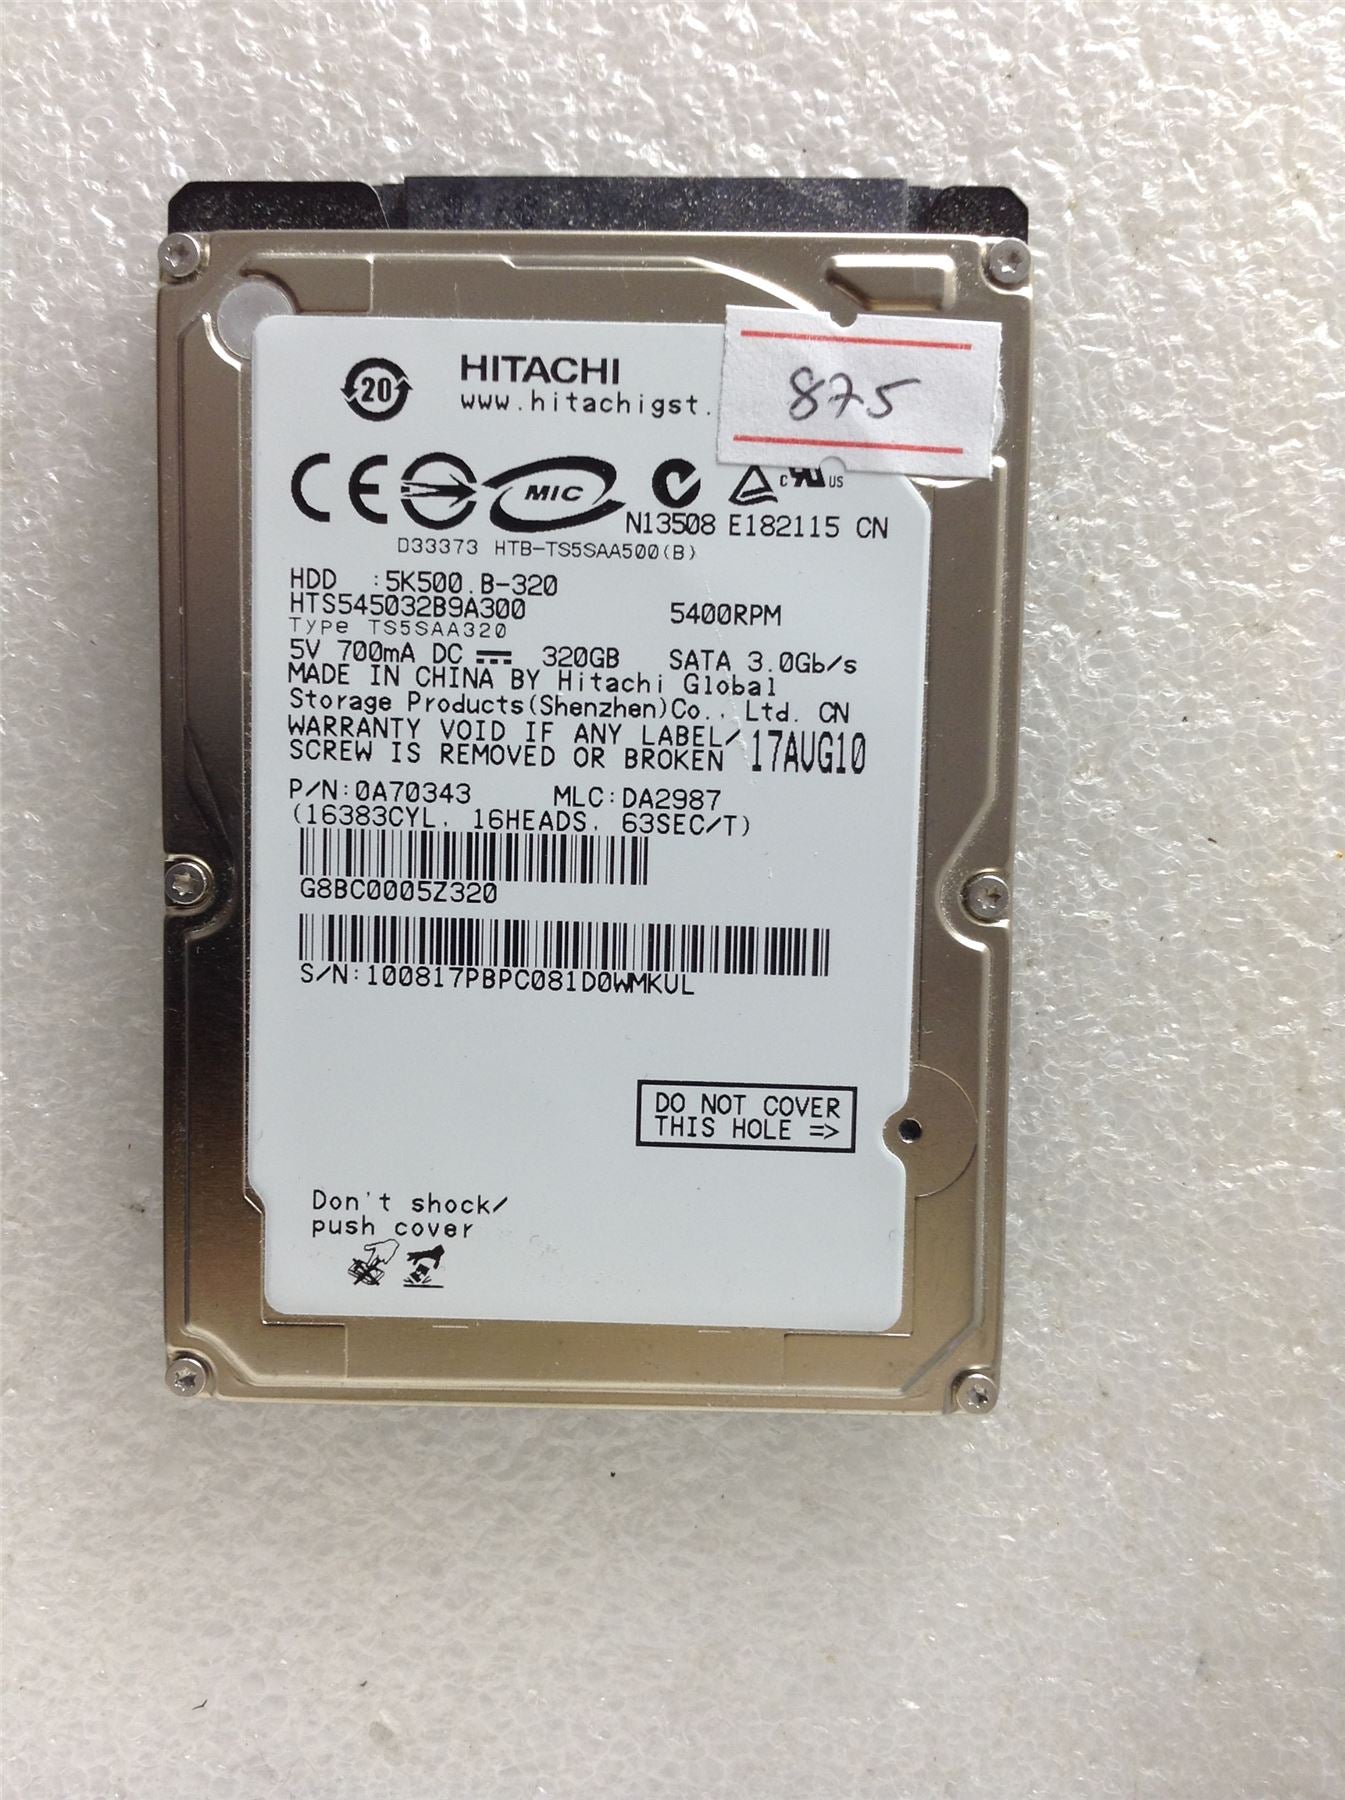 20
HITACHI
www.hitachigst.
875
CE MIC c UL US
N13508 E182115 CN
D33373 HTB-TS5SAA500(B)
HDD :5K500.B-320
HTS545032B9A300 5400RPM
Type TS5SAA320
5V 700mA DC 320GB SATA 3.0Gb/s
MADE IN CHINA BY Hitachi Global
Storage Products(Shenzhen)Co., Ltd. CN
WARRANTY VOID IF ANY LABEL/
SCREW IS REMOVED OR BROKEN 17AUG10
P/N:0A70343 MLC:DA2987
(16383CYL, 16HEADS, 63SEC/T)
G8BC0005Z320
S/N:100817PBPC081D0WMKUL
DO NOT COVER
THIS HOLE =>
Don't shock/
push cover